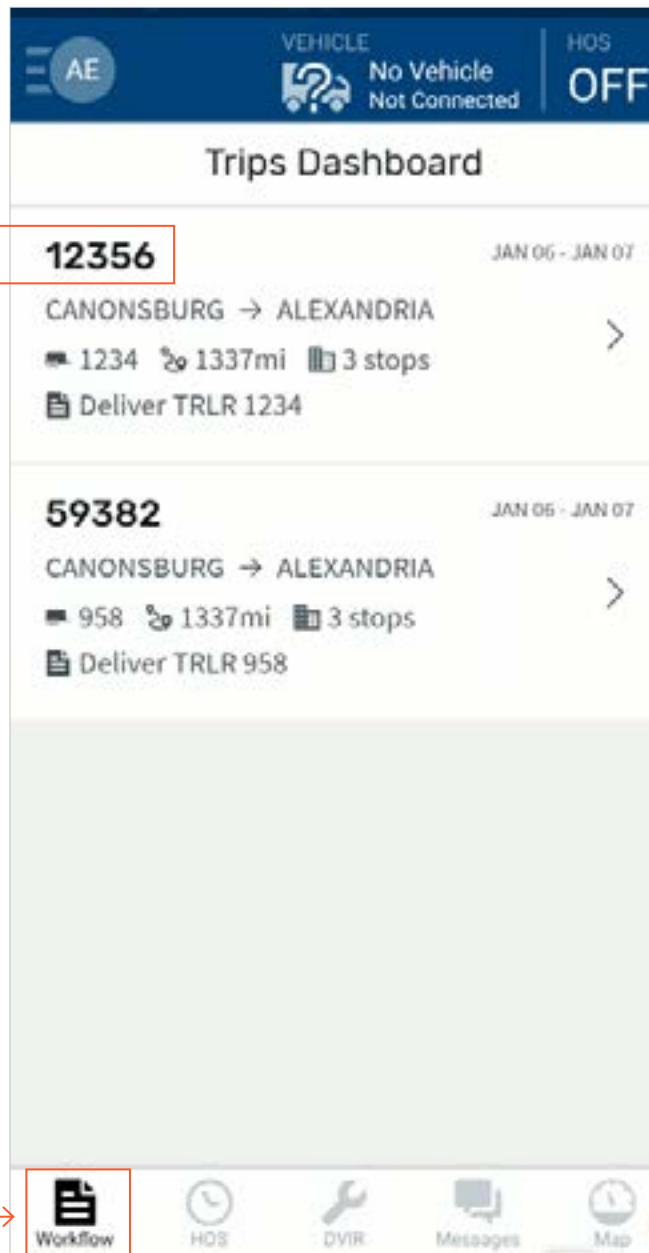 AE
VEHICLE
No Vehicle
Not Connected
HOS
OFF
Trips Dashboard
12356
JAN 06 - JAN 07
CANONSBURG → ALEXANDRIA
1234 1337mi 3 stops
Deliver TRLR 1234
59382
JAN 06 - JAN 07
CANONSBURG → ALEXANDRIA
958 1337mi 3 stops
Deliver TRLR 958
Workflow HOS DVIR Messages Map